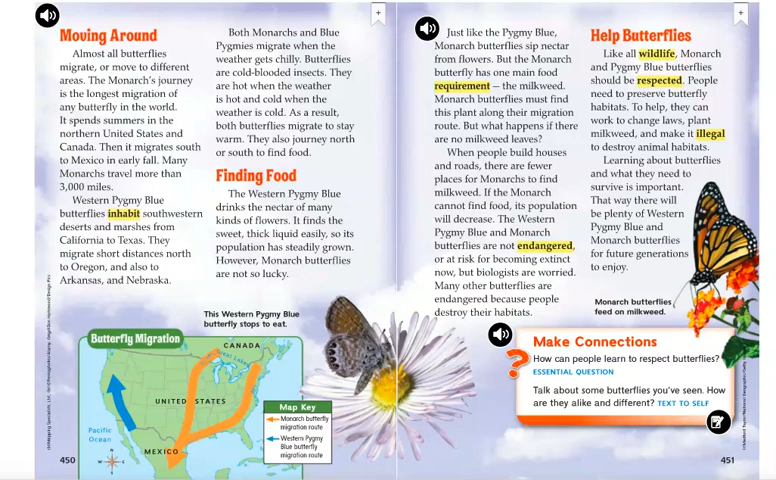 Moving Around
Almost all butterflies
migrate, or move to different
areas. The Monarch's journey
is the longest migration of
any butterfly in the world.
It spends summers in the
northern United States and
Canada. Then it migrates south
to Mexico in early fall. Many
Monarchs travel more than
3,000 miles.
Western Pygmy Blue
butterflies inhabit southwestern
deserts and marshes from
California to Texas. They
migrate short distances north
to Oregon, and also to
Arkansas, and Nebraska.
Both Monarchs and Blue
Pygmies migrate when the
weather gets chilly. Butterflies
are cold-blooded insects. They
are hot when the weather
is hot and cold when the
weather is cold. As a result,
both butterflies migrate to stay
warm. They also journey north
or south to find food.
Finding Food
The Western Pygmy Blue
drinks the nectar of many
kinds of flowers. It finds the
sweet, thick liquid easily, so its
population has steadily grown.
However, Monarch butterflies
are not so lucky.
This Western Pygmy Blue
butterfly stops to eat.
Butterfly Migration
CANADA
Great Lakes
UNITED STATES
Pacific
Ocean
MEXICO
N
W
E
S
Map Key
Monarch butterfly
migration route
Western Pygmy
Blue butterfly
migration route
450
Just like the Pygmy Blue,
Monarch butterflies sip nectar
from flowers. But the Monarch
butterfly has one main food
requirement — the milkweed.
Monarch butterflies must find
this plant along their migration
route. But what happens if there
are no milkweed leaves?
When people build houses
and roads, there are fewer
places for Monarchs to find
milkweed. If the Monarch
cannot find food, its population
will decrease. The Western
Pygmy Blue and Monarch
butterflies are not endangered,
or at risk for becoming extinct
now, but biologists are worried.
Many other butterflies are
endangered because people
destroy their habitats.
Help Butterflies
Like all wildlife, Monarch
and Pygmy Blue butterflies
should be respected. People
need to preserve butterfly
habitats. To help, they can
work to change laws, plant
milkweed, and make it illegal
to destroy animal habitats.
Learning about butterflies
and what they need to
survive is important.
That way there will
be plenty of Western
Pygmy Blue and
Monarch butterflies
for future generations
to enjoy.
Monarch butterflies
feed on milkweed.
Make Connections
How can people learn to respect butterflies?
ESSENTIAL QUESTION
Talk about some butterflies you've seen. How
are they alike and different? TEXT TO SELF
451